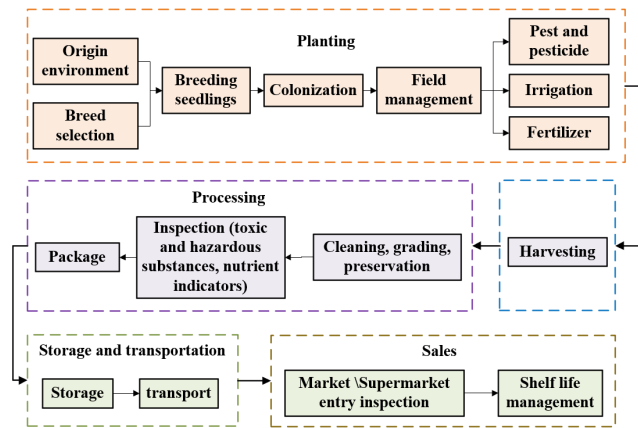 Planting
Origin
environment
Breed
selection
Breeding
seedlings
Colonization
Field
management
Pest and
pesticide
Irrigation
Fertilizer
Processing
Package
Inspection (toxic
and hazardous
substances, nutrient
indicators)
Cleaning, grading,
preservation
Harvesting
Storage and transportation
Storage
transport
Sales
Market \Supermarket
entry inspection
Shelf life
management